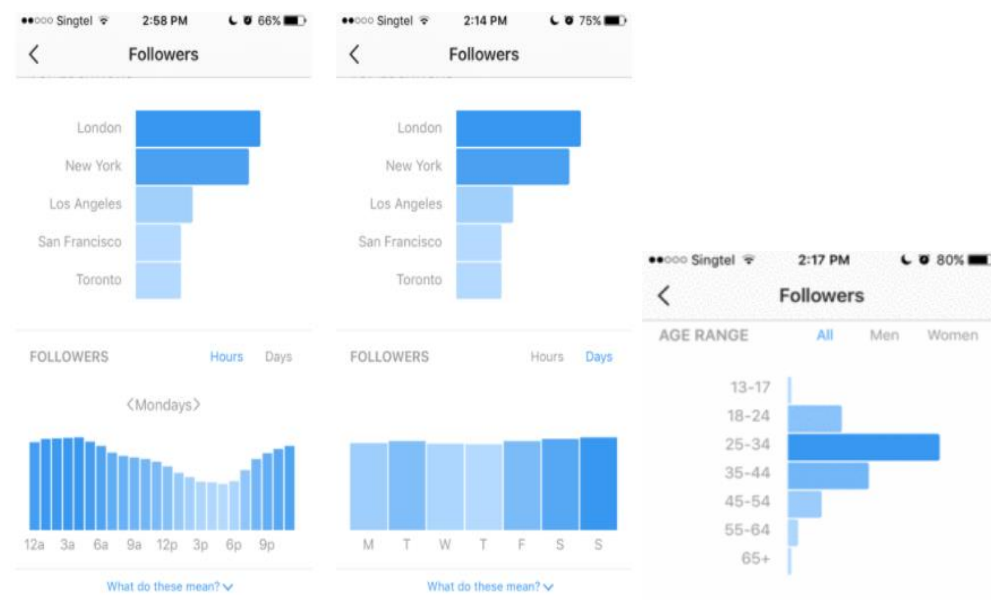 Singtel 2:58 PM 66%
Followers
London
New York
Los Angeles
San Francisco
Toronto
FOLLOWERS Hours Days
<Mondays>
12a 3a 6a 9a 12p 3p 6p 9p
What do these mean?
Singtel 2:14 PM 75%
Followers
London
New York
Los Angeles
San Francisco
Toronto
FOLLOWERS Hours Days
M T W T F S S
What do these mean?
Singtel 2:17 PM 80%
Followers
AGE RANGE All Men Women
13-17
18-24
25-34
35-44
45-54
55-64
65+